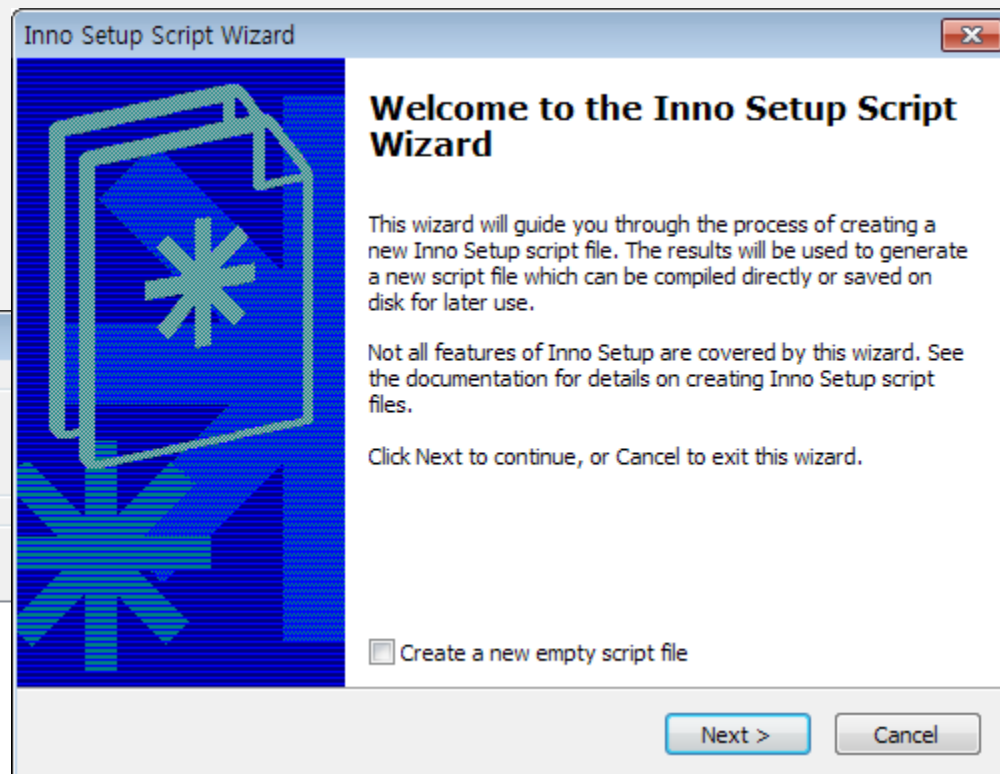 Inno Setup Script Wizard
Welcome to the Inno Setup Script
Wizard
This wizard will guide you through the process of creating a
new Inno Setup script file. The results will be used to generate
a new script file which can be compiled directly or saved on
disk for later use.
Not all features of Inno Setup are covered by this wizard. See
the documentation for details on creating Inno Setup script
files.
Click Next to continue, or Cancel to exit this wizard.
Create a new empty script file
Next >
Cancel